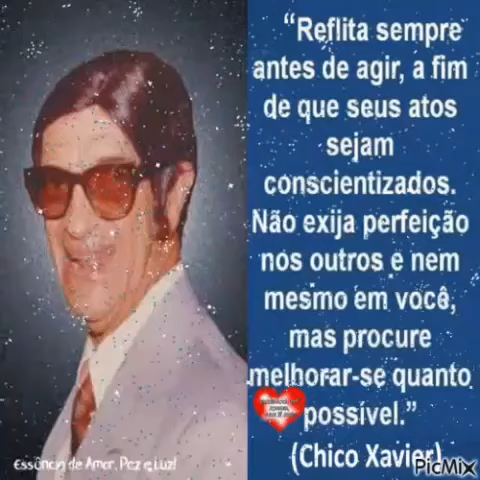 “Reflita sempre
antes de agir, a fim
de que seus atos
sejam
conscientizados.
Não exija perfeição
nos outros e nem
mesmo em você,
mas procure
melhorar-se quanto
possível.”
(Chico Xavier)
Essência de Amor, Paz e Luz!
PicMix